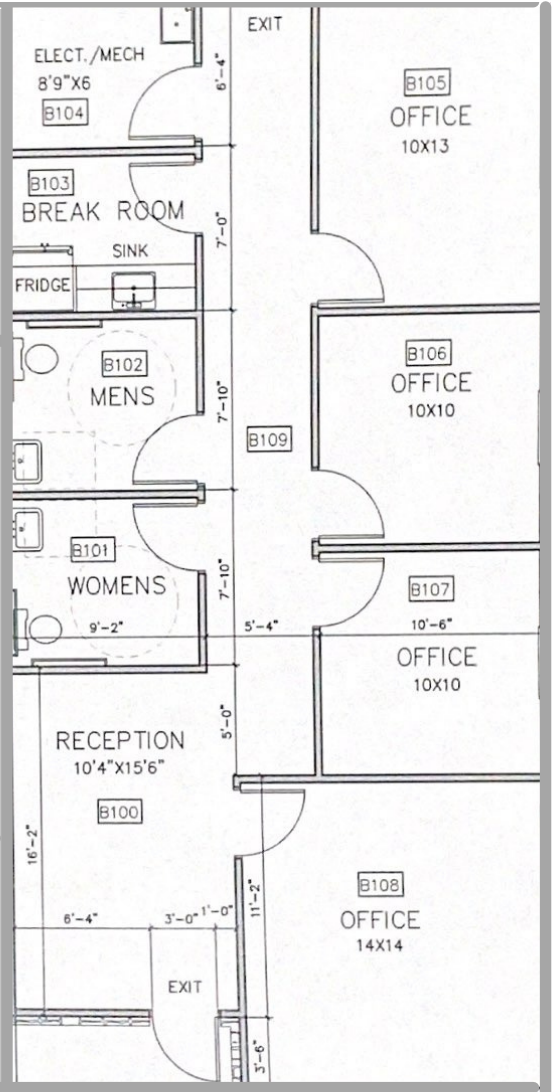 EXIT
ELECT./MECH
8'9"X6
B104
6'-4"
B105
OFFICE
10X13
B103
BREAK ROOM
SINK
FRIDGE
7'-0"
B106
OFFICE
10X10
B102
MENS
7'-10"
B109
B101
WOMENS
7'-10"
9'-2"
5'-4"
10'-6"
B107
OFFICE
10X10
5'-0"
RECEPTION
10'4"X15'6"
B100
16'-2"
11'-2"
B108
OFFICE
14X14
6'-4"
3'-0"
1'-0"
EXIT
3'-6"